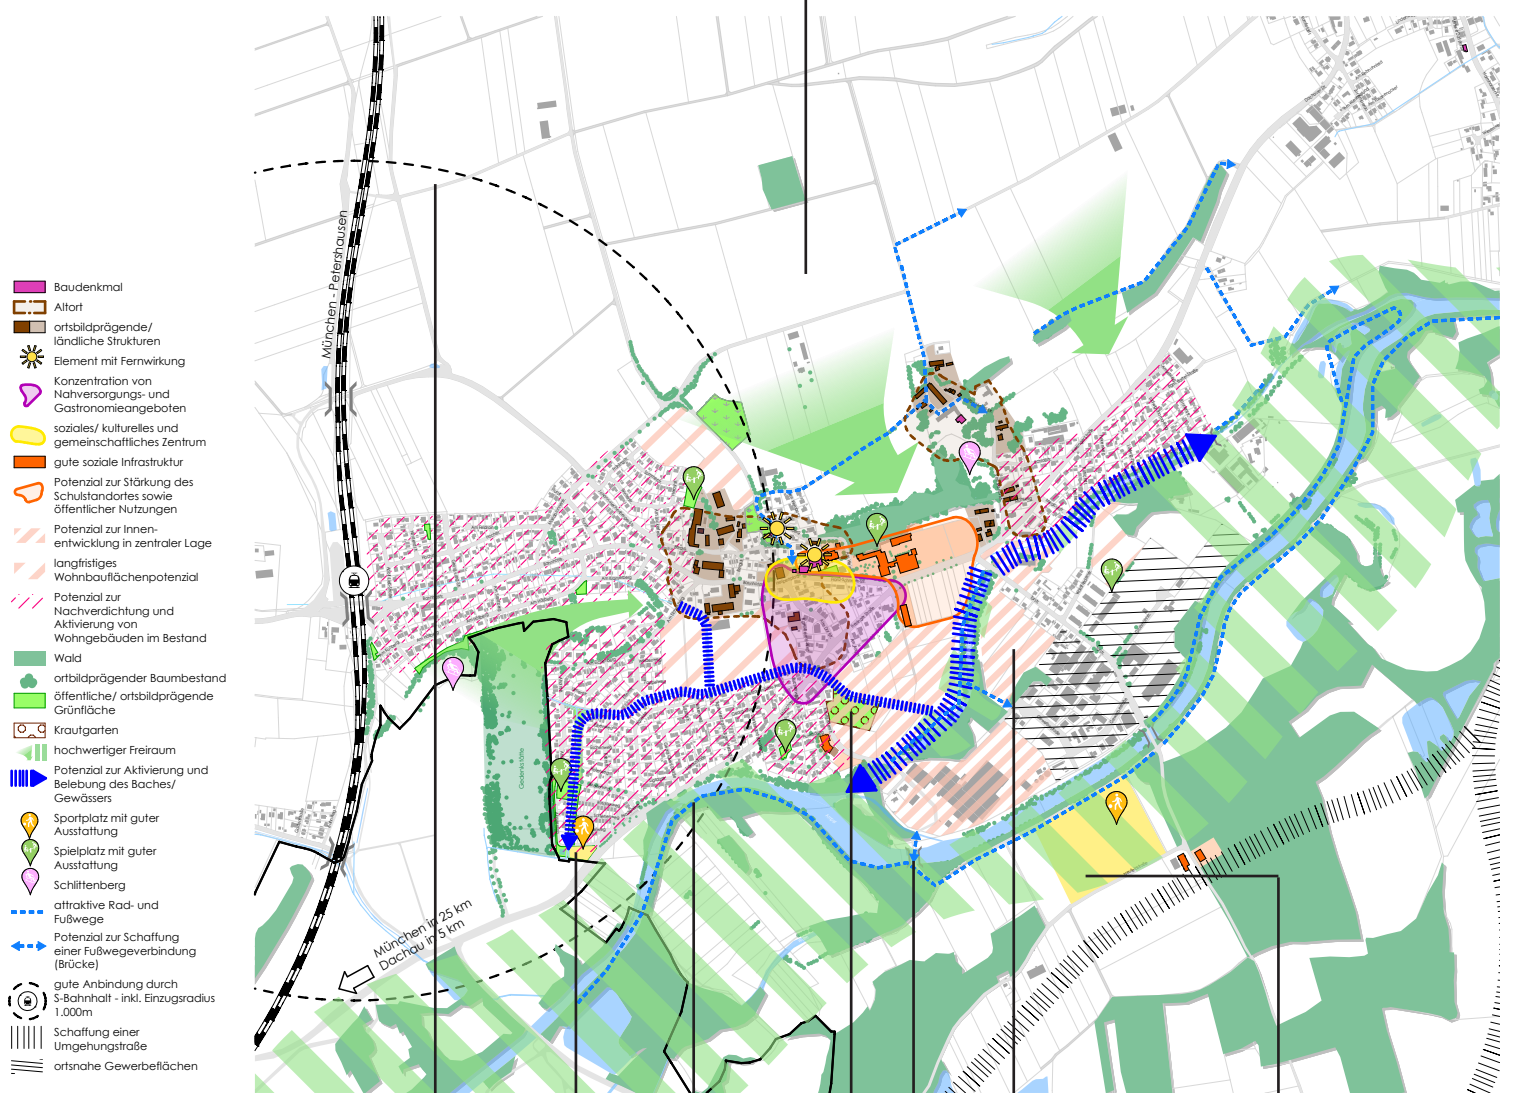 Baudenkmal
Altort
ortsbildprägende/
ländliche Strukturen
Element mit Fernwirkung
Konzentration von
Nahversorgungs- und
Gastronomieangeboten
soziales/ kulturelles und
gemeinschaftliches Zentrum
gute soziale Infrastruktur
Potenzial zur Stärkung des
Schulstandortes sowie
öffentlicher Nutzungen
Potenzial zur Innen-
entwicklung in zentraler Lage
langfristiges
Wohnbauflächenpotenzial
Potenzial zur
Nachverdichtung und
Aktivierung von
Wohngebäuden im Bestand
Wald
ortbildprägender Baumbestand
öffentliche/ ortsbildprägende
Grünfläche
Krautgarten
hochwertiger Freiraum
Potenzial zur Aktivierung und
Belebung des Baches/
Gewässers
Sportplatz mit guter
Ausstattung
Spielplatz mit guter
Ausstattung
Schlittenberg
attraktive Rad- und
Fußwege
Potenzial zur Schaffung
einer Fußwegeverbindung
(Brücke)
gute Anbindung durch
S-Bahnhalt - inkl. Einzugsradius
1.000m
Schaffung einer
Umgehungstraße
ortsnahe Gewerbeflächen
München - Petershausen
Gedenkstätte
München in 25 km
Dachau in 5 km